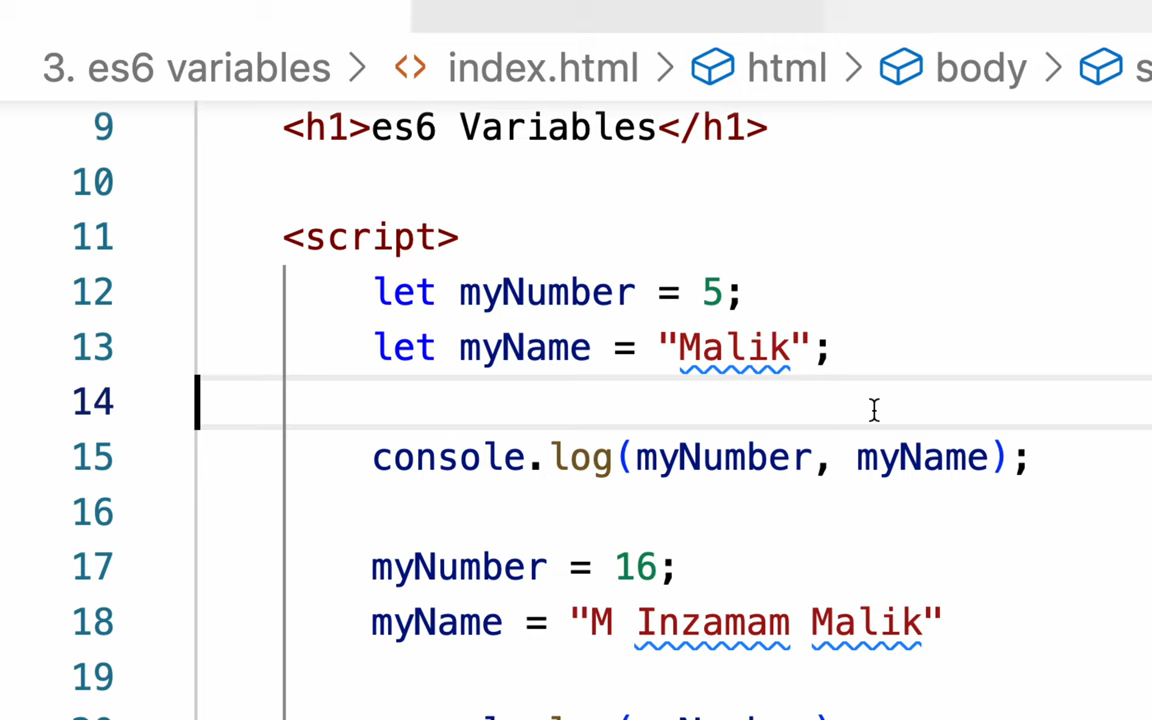 3. es6 variables > <> index.html > html > body > s
9 <h1>es6 Variables</h1>
10
11 <script>
12 let myNumber = 5;
13 let myName = "Malik";
14
15 console.log(myNumber, myName);
16
17 myNumber = 16;
18 myName = "M Inzamam Malik"
19